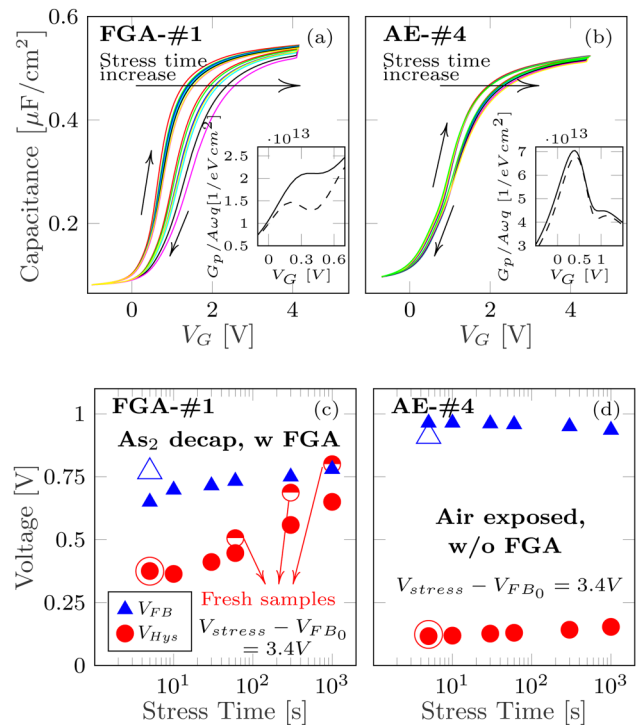 FGA-#1
(a)
Stress time
increase
Capacitance [μF/cm²]
0.6
0.4
0.2
0
2
4
V_G [V]
·10¹³
G_p/Aωq[1/eVcm²]
2.5
2
1.5
1
0.5
0
0.3
0.6
V_G [V]
AE-#4
(b)
Stress time
increase
0
2
4
V_G [V]
·10¹³
G_p/Aωq[1/eVcm²]
8
7
6
5
4
3
0
0.5
1
V_G [V]
FGA-#1
(c)
As₂ decap, w FGA
Voltage [V]
1
0.75
0.5
0.25
0
Fresh samples
V_FB
V_Hys
V_stress − V_FB₀
= 3.4V
10¹
10²
10³
Stress Time [s]
AE-#4
(d)
Air exposed,
w/o FGA
V_stress − V_FB₀ = 3.4V
10¹
10²
10³
Stress Time [s]